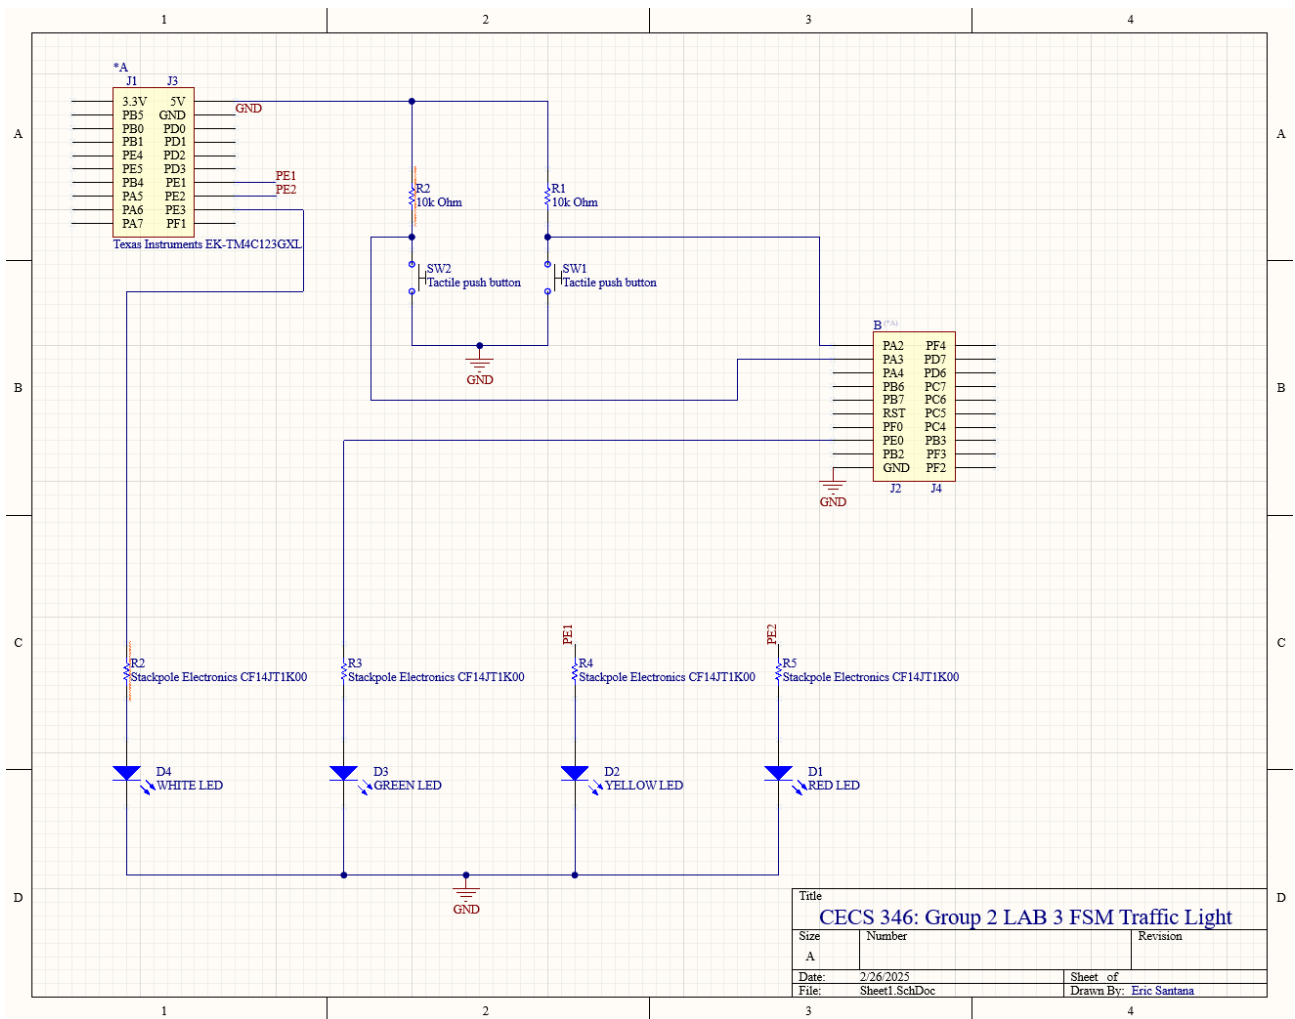 1 2 3 4
A A
*A
J1 J3
3.3V 5V
PB5 GND
PB0 PD0
PB1 PD1
PE4 PD2
PE5 PD3
PB4 PE1
PA5 PE2
PA6 PE3
PA7 PF1
Texas Instruments EK-TM4C123GXL
GND
PE1
PE2
R2
10k Ohm
R1
10k Ohm
SW2
Tactile push button
SW1
Tactile push button
GND
B B
B (*A)
PA2 PF4
PA3 PD7
PA4 PD6
PB6 PC7
PB7 PC6
RST PC5
PF0 PC4
PE0 PB3
PB2 PF3
GND PF2
J2 J4
GND
C C
PE1
PE2
R2
Stackpole Electronics CF14JT1K00
R3
Stackpole Electronics CF14JT1K00
R4
Stackpole Electronics CF14JT1K00
R5
Stackpole Electronics CF14JT1K00
D4
WHITE LED
D3
GREEN LED
D2
YELLOW LED
D1
RED LED
GND
D D
Title
CECS 346: Group 2 LAB 3 FSM Traffic Light
Size Number Revision
A
Date: 2/26/2025 Sheet of
File: Sheet1.SchDoc Drawn By: Eric Santana
1 2 3 4